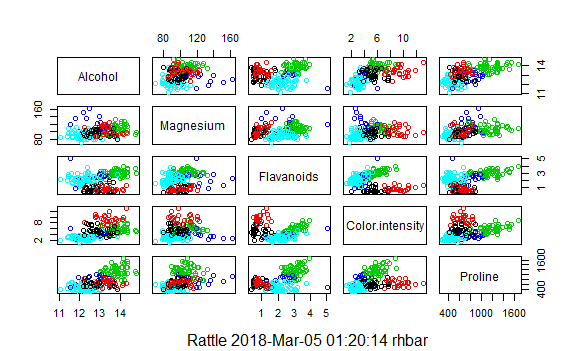 80 120 160
2 6 10
Alcohol
11 14
80 160
Magnesium
Flavanoids
1 3 5
2 8
Color.intensity
Proline
400 1600
11 12 13 14
1 2 3 4 5
400 1000 1600
Rattle 2018-Mar-05 01:20:14 rhbar